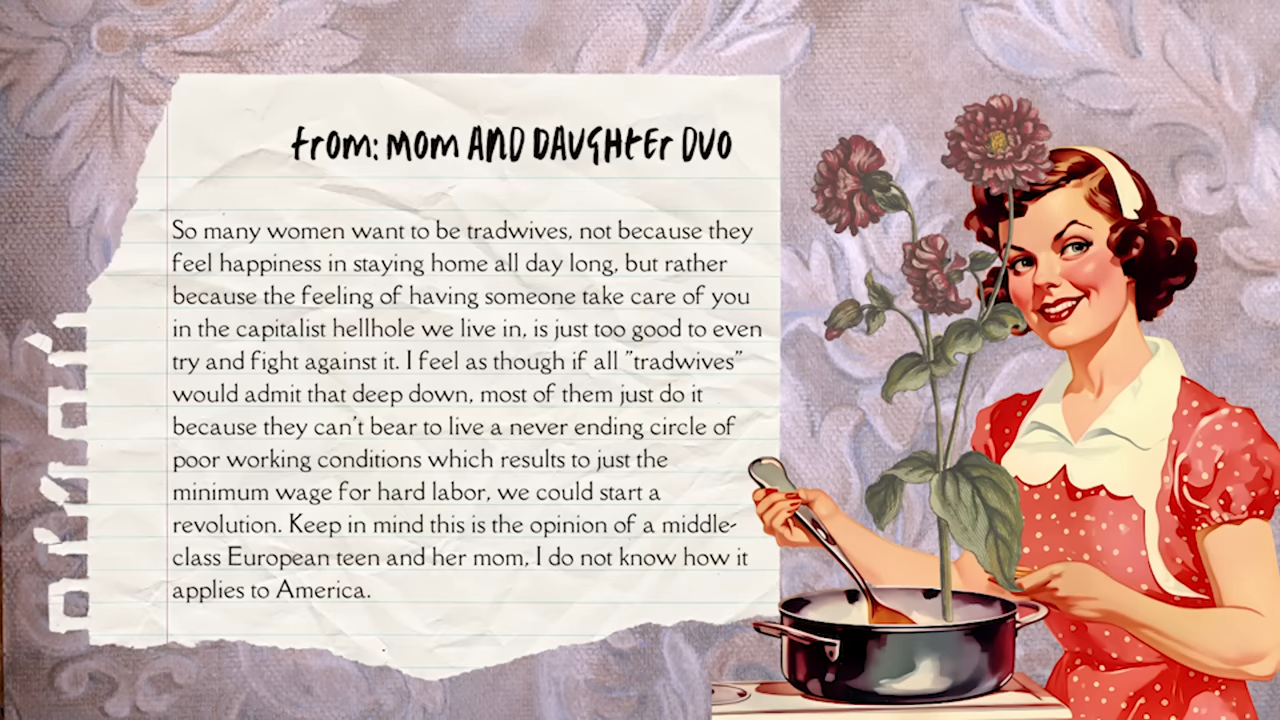 from: Mom AND DAUGHtEr DUO
So many women want to be tradwives, not because they
feel happiness in staying home all day long, but rather
because the feeling of having someone take care of you
in the capitalist hellhole we live in, is just too good to even
try and fight against it. I feel as though if all "tradwives"
would admit that deep down, most of them just do it
because they can't bear to live a never ending circle of
poor working conditions which results to just the
minimum wage for hard labor, we could start a
revolution. Keep in mind this is the opinion of a middle-
class European teen and her mom, I do not know how it
applies to America.